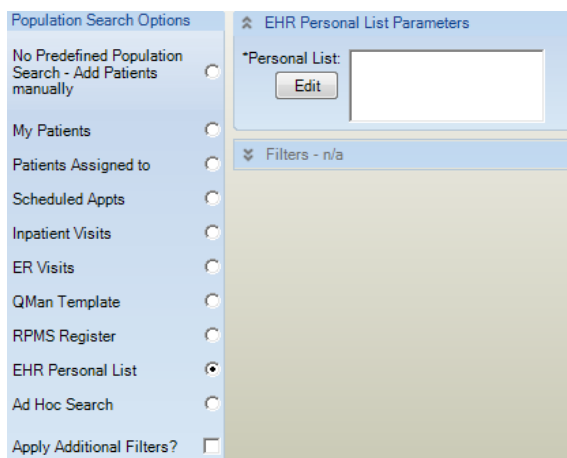 Population Search Options
No Predefined Population
Search - Add Patients
manually
My Patients
Patients Assigned to
Scheduled Appts
Inpatient Visits
ER Visits
QMan Template
RPMS Register
EHR Personal List
Ad Hoc Search
Apply Additional Filters?
EHR Personal List Parameters
*Personal List:
Edit
Filters - n/a